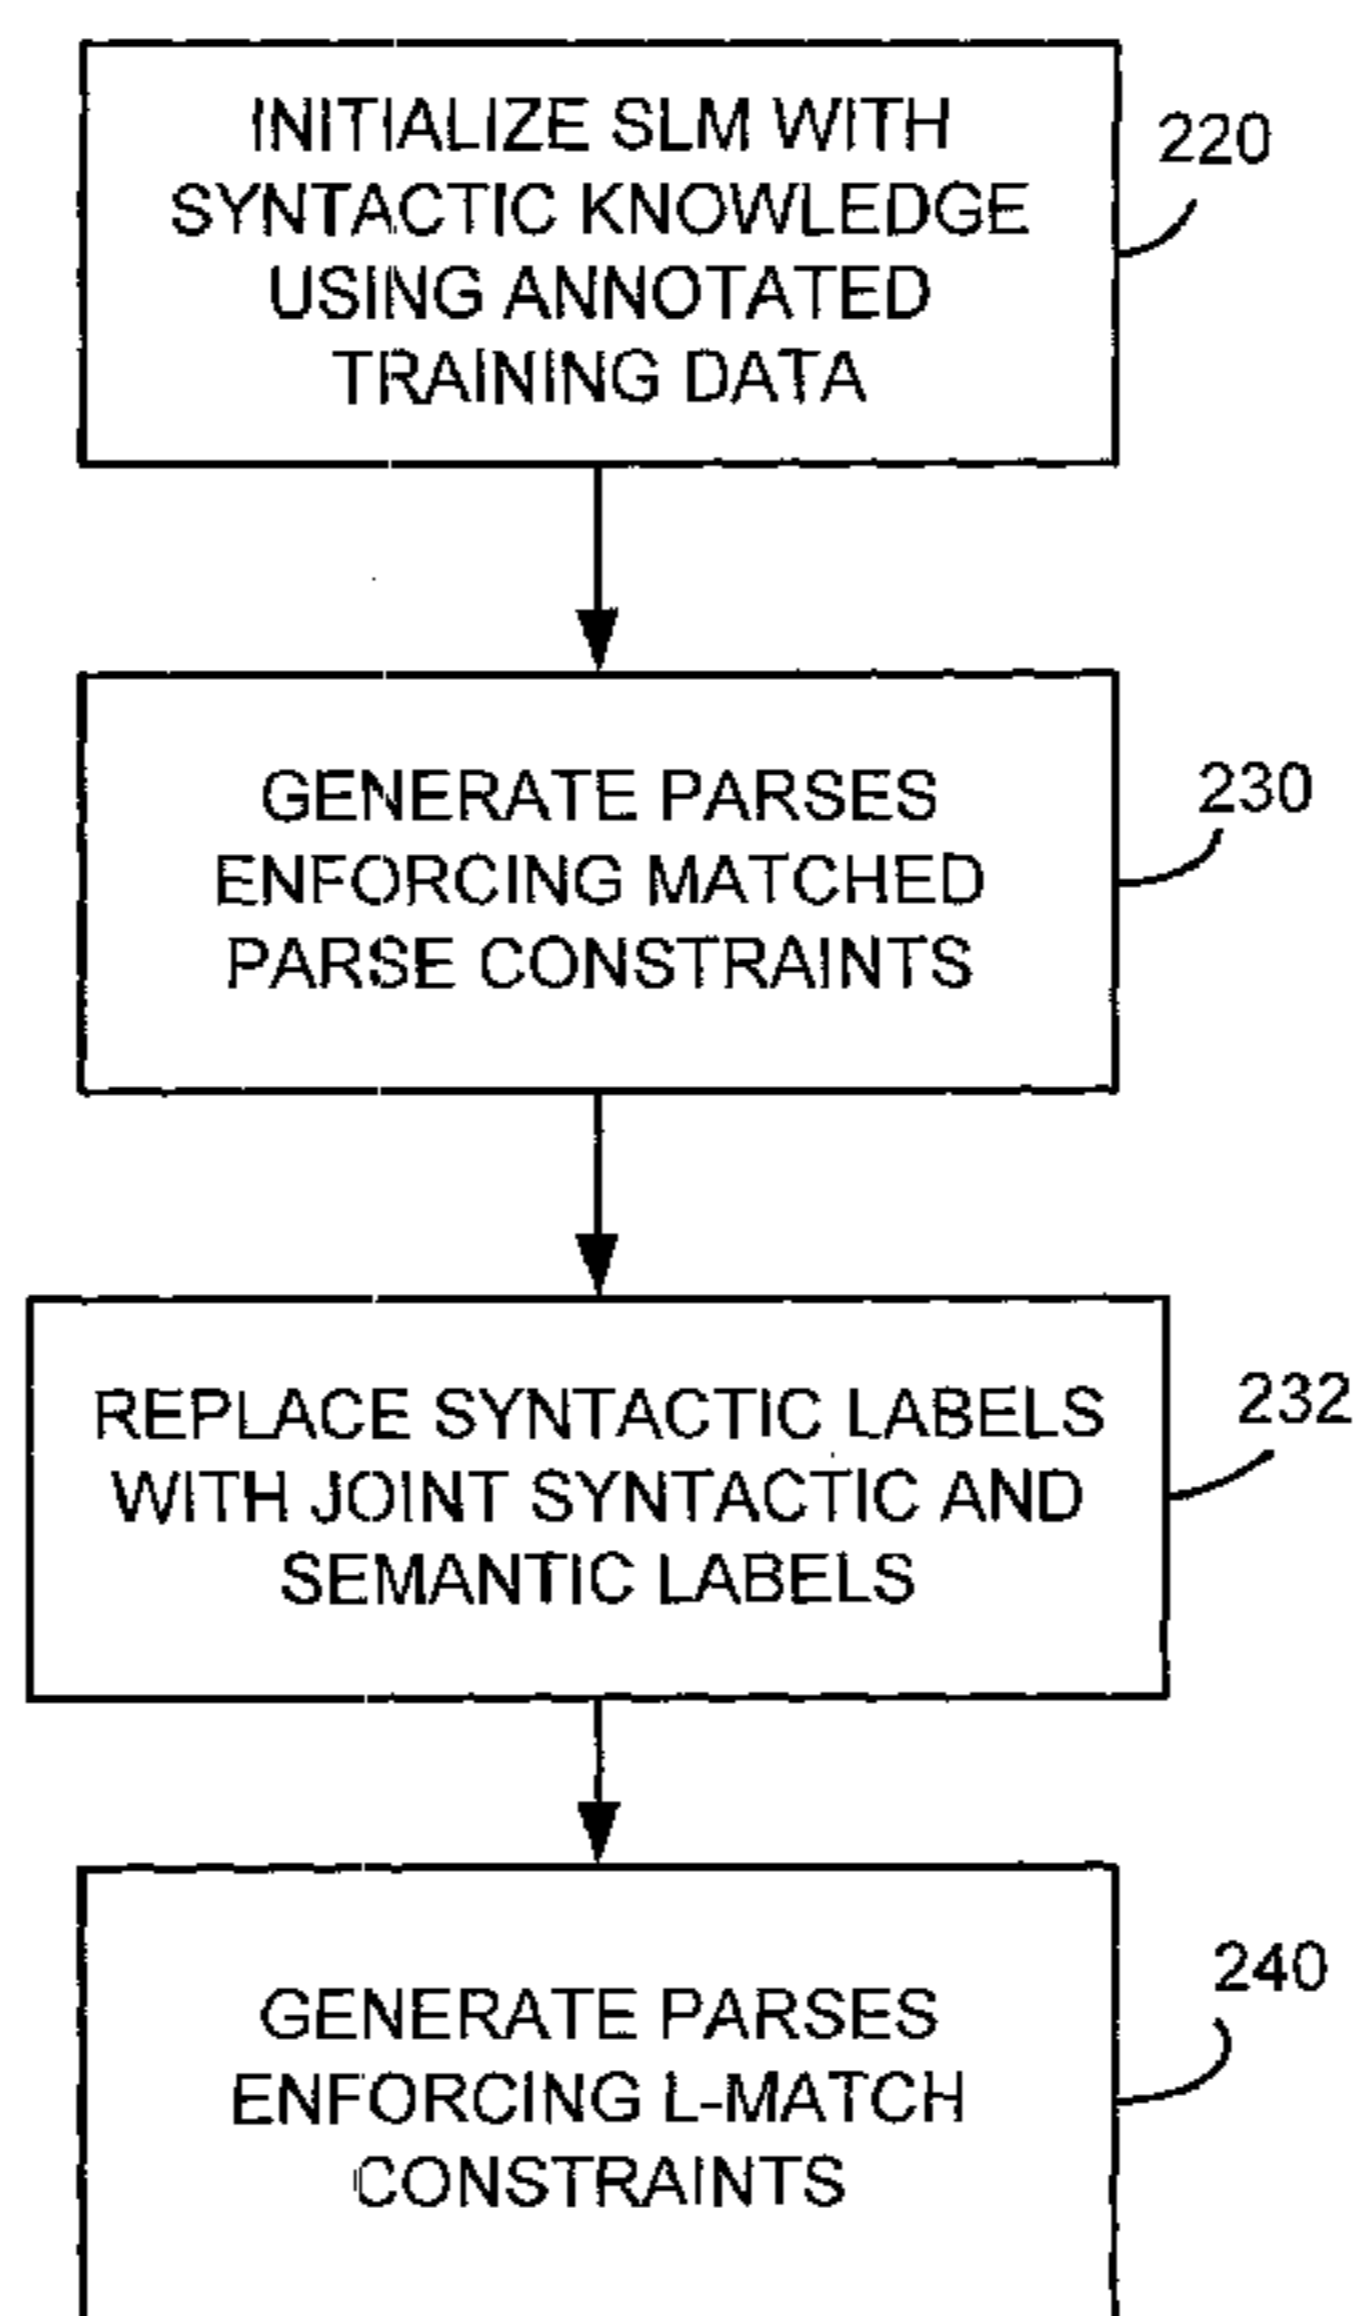 INITIALIZE SLM WITH
SYNTACTIC KNOWLEDGE
USING ANNOTATED
TRAINING DATA
220
GENERATE PARSES
ENFORCING MATCHED
PARSE CONSTRAINTS
230
REPLACE SYNTACTIC LABELS
WITH JOINT SYNTACTIC AND
SEMANTIC LABELS
232
GENERATE PARSES
ENFORCING L-MATCH
CONSTRAINTS
240